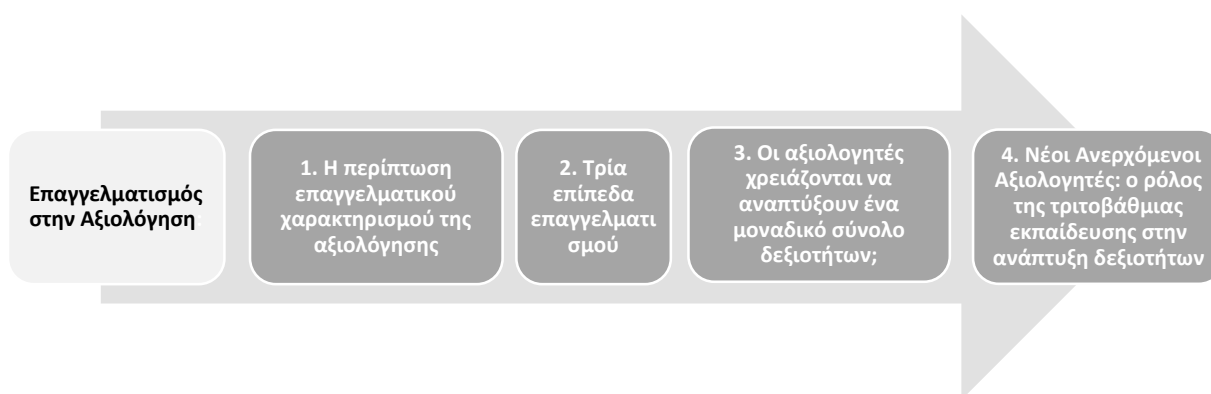 Επαγγελματισμός
στην Αξιολόγηση
1. Η περίπτωση
επαγγελματικού
χαρακτηρισμού της
αξιολόγησης
2. Τρία
επίπεδα
επαγγελματι
σμού
3. Οι αξιολογητές
χρειάζονται να
αναπτύξουν ένα
μοναδικό σύνολο
δεξιοτήτων;
4. Νέοι Ανερχόμενοι
Αξιολογητές: ο ρόλος
της τριτοβάθμιας
εκπαίδευσης στην
ανάπτυξη δεξιοτήτων